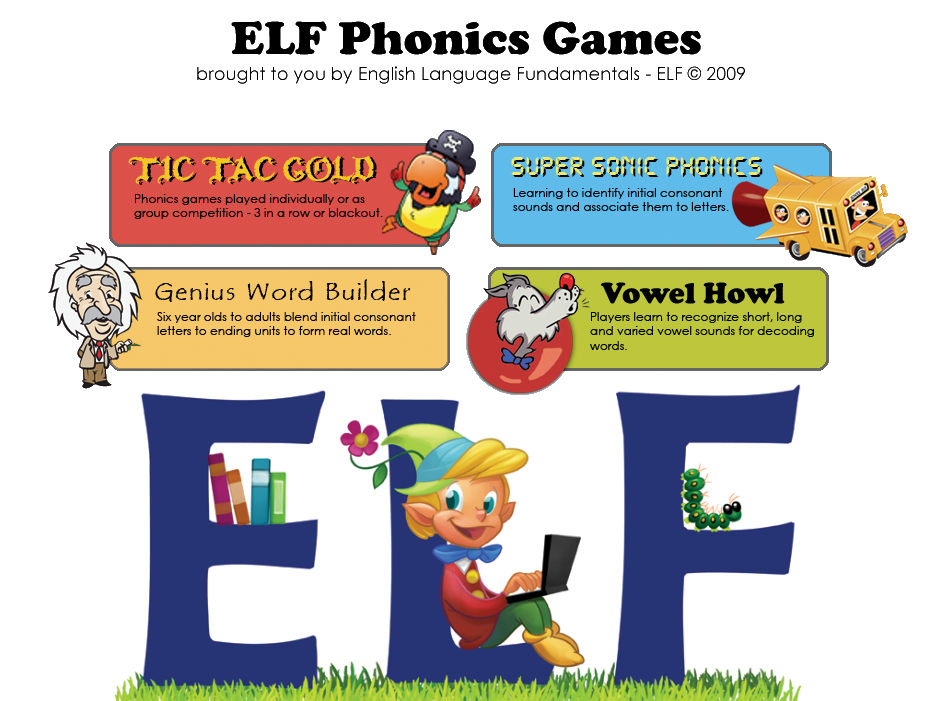 ELF Phonics Games
brought to you by English Language Fundamentals - ELF © 2009
TIC TAC GOLD
Phonics games played individually or as
group competition - 3 in a row or blackout.
SUPER SONIC PHONICS
Learning to identify initial consonant
sounds and associate them to letters.
Genius Word Builder
Six year olds to adults blend initial consonant
letters to ending units to form real words.
Vowel Howl
Players learn to recognize short, long
and varied vowel sounds for decoding
words.
ELF